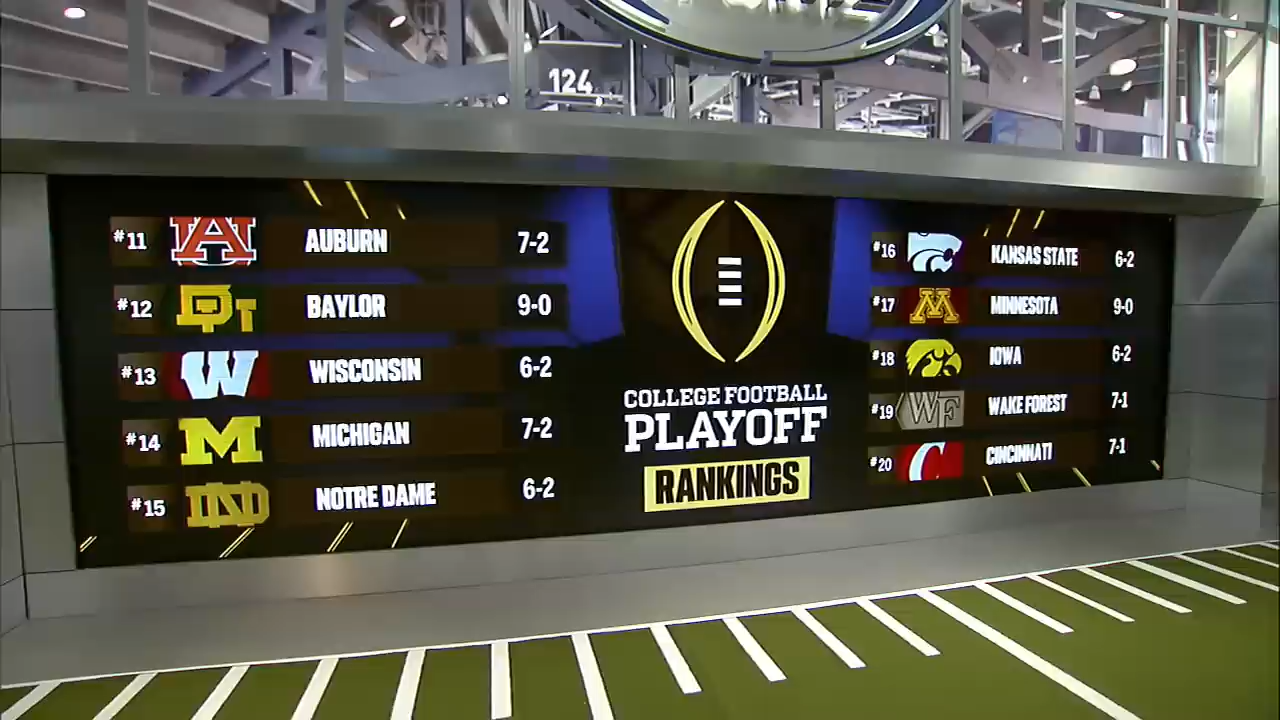 124
#11 AUBURN 7-2
#12 BAYLOR 9-0
#13 W WISCONSIN 6-2
#14 M MICHIGAN 7-2
#15 ND NOTRE DAME 6-2
COLLEGE FOOTBALL
PLAYOFF
RANKINGS
#16 KANSAS STATE 6-2
#17 M MINNESOTA 9-0
#18 IOWA 6-2
#19 WF WAKE FOREST 7-1
#20 C CINCINNATI 7-1